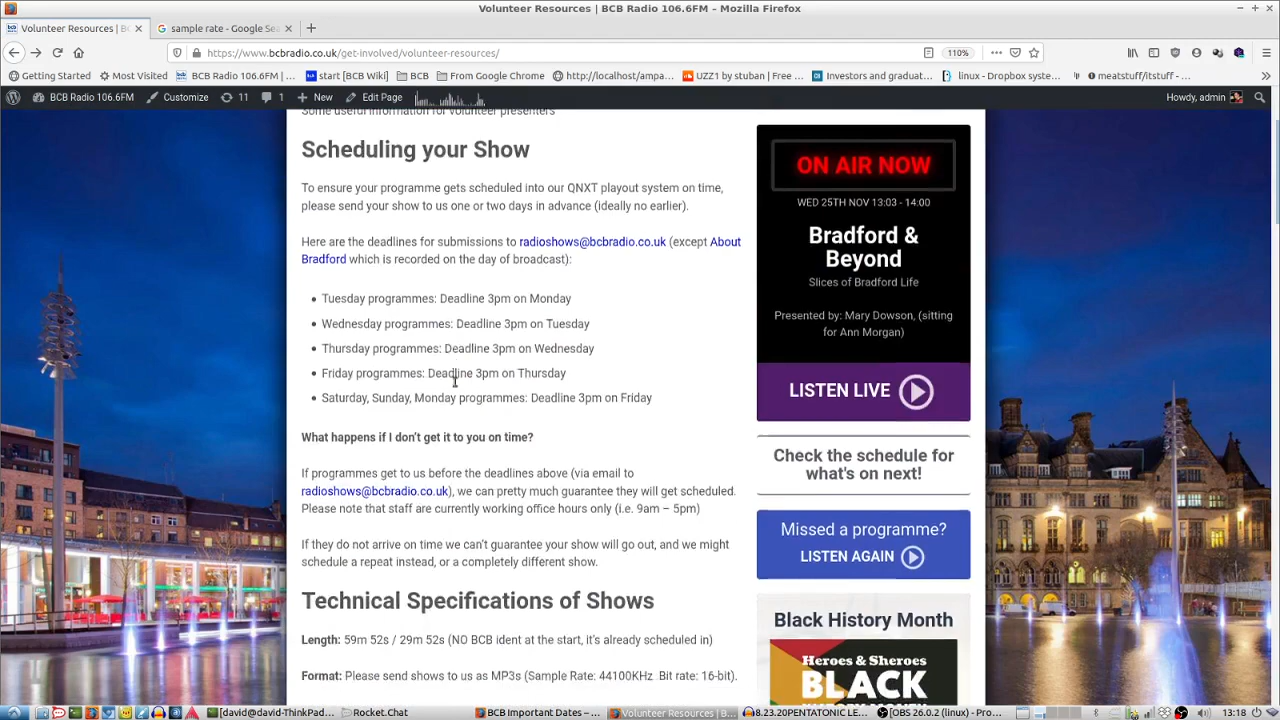 Volunteer Resources | BCB Radio 106.6FM – Mozilla Firefox
Volunteer Resources | BC
sample rate - Google Sea
https://www.bcbradio.co.uk/get-involved/volunteer-resources/
110%
Getting Started
Most Visited
BCB Radio 106.6FM | ...
start [BCB Wiki]
BCB
From Google Chrome
http://localhost/ampa...
UZZ1 by stuban | Free ...
Investors and graduat...
linux - Dropbox syste...
meatstuff/itstuff - ...
BCB Radio 106.6FM
Customize
11
1
New
Edit Page
Howdy, admin
Some useful information for volunteer presenters
Scheduling your Show
To ensure your programme gets scheduled into our QNXT playout system on time,
please send your show to us one or two days in advance (ideally no earlier).
Here are the deadlines for submissions to radioshows@bcbradio.co.uk (except About
Bradford which is recorded on the day of broadcast):
Tuesday programmes: Deadline 3pm on Monday
Wednesday programmes: Deadline 3pm on Tuesday
Thursday programmes: Deadline 3pm on Wednesday
Friday programmes: Deadline 3pm on Thursday
Saturday, Sunday, Monday programmes: Deadline 3pm on Friday
What happens if I don't get it to you on time?
If programmes get to us before the deadlines above (via email to
radioshows@bcbradio.co.uk), we can pretty much guarantee they will get scheduled.
Please note that staff are currently working office hours only (i.e. 9am – 5pm)
If they do not arrive on time we can't guarantee your show will go out, and we might
schedule a repeat instead, or a completely different show.
Technical Specifications of Shows
Length: 59m 52s / 29m 52s (NO BCB ident at the start, it's already scheduled in)
Format: Please send shows to us as MP3s (Sample Rate: 44100KHz Bit rate: 16-bit).
ON AIR NOW
WED 25TH NOV 13:03 - 14:00
Bradford &
Beyond
Slices of Bradford Life
Presented by: Mary Dowson, (sitting
for Ann Morgan)
LISTEN LIVE
Check the schedule for
what's on next!
Missed a programme?
LISTEN AGAIN
Black History Month
Heroes & Sheroes
BLACK
[david@david-ThinkPad...
Rocket.Chat
BCB Important Dates – ...
Volunteer Resources | B...
8.23.20PENTATONIC LE...
[OBS 26.0.2 (linux) - Pro...
13:18